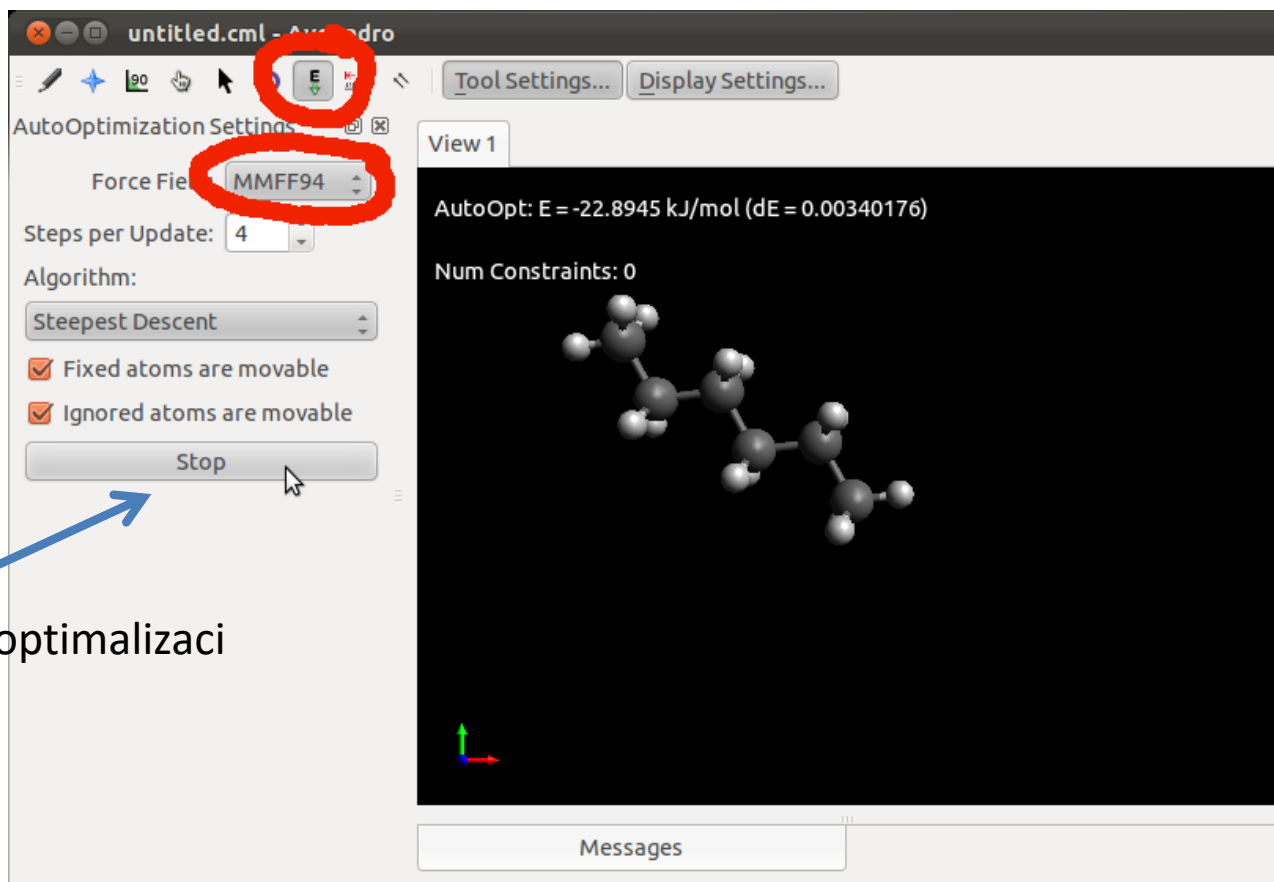 untitled.cml -
90 E Tool Settings... Display Settings...
AutoOptimization Settings
View 1
Force Field MMFF94
AutoOpt: E = -22.8945 kJ/mol (dE = 0.00340176)
Steps per Update: 4
Num Constraints: 0
Algorithm:
Steepest Descent
Fixed atoms are movable
Ignored atoms are movable
Stop
optimalizaci
Messages